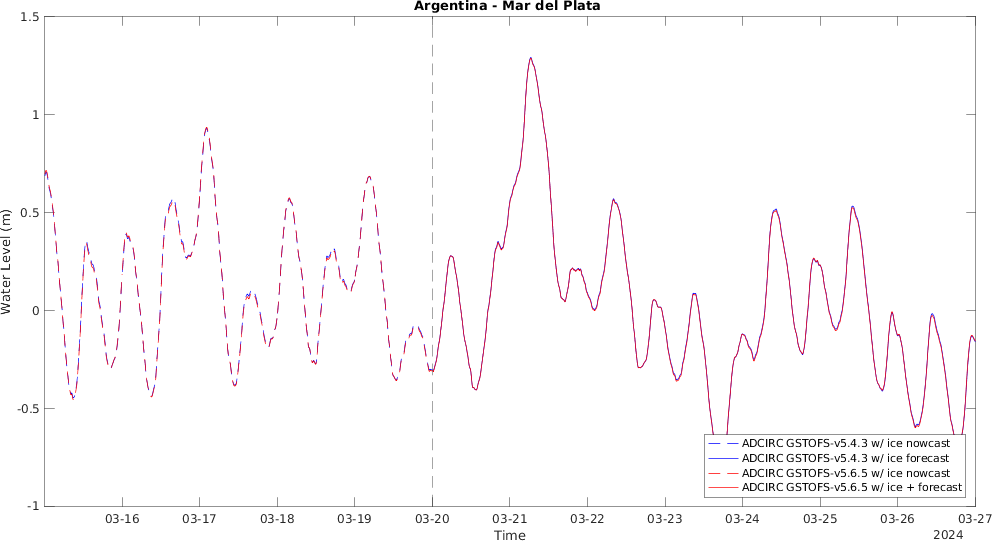 Argentina - Mar del Plata
1.5
1
0.5
0
-0.5
-1
Water Level (m)
ADCIRC GSTOFS-v5.4.3 w/ ice nowcast
ADCIRC GSTOFS-v5.4.3 w/ ice forecast
ADCIRC GSTOFS-v5.6.5 w/ ice nowcast
ADCIRC GSTOFS-v5.6.5 w/ ice + forecast
03-16 03-17 03-18 03-19 03-20 03-21 03-22 03-23 03-24 03-25 03-26 03-27
Time
2024